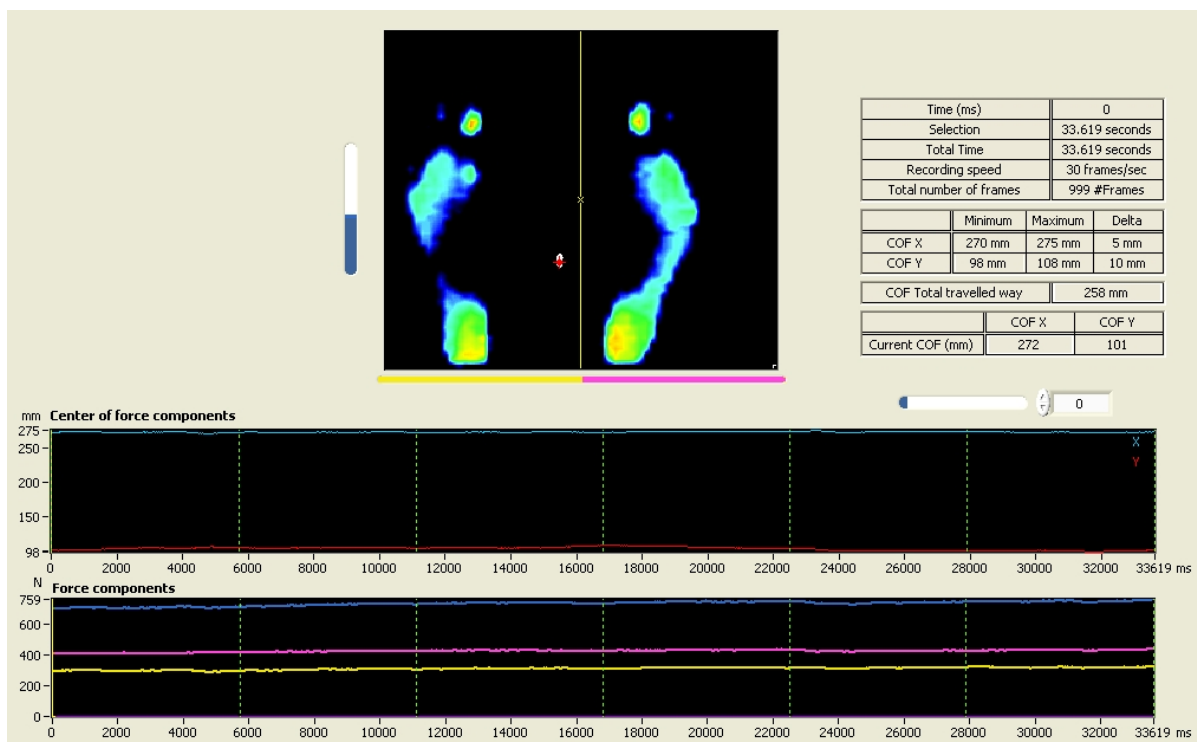 Time (ms) 0
Selection 33.619 seconds
Total Time 33.619 seconds
Recording speed 30 frames/sec
Total number of frames 999 #Frames
Minimum Maximum Delta
COF X 270 mm 275 mm 5 mm
COF Y 98 mm 108 mm 10 mm
COF Total travelled way 258 mm
COF X COF Y
Current COF (mm) 272 101
0
mm Center of force components
275
250
200
150
98
X
Y
0 2000 4000 6000 8000 10000 12000 14000 16000 18000 20000 22000 24000 26000 28000 30000 32000 33619 ms
N Force components
759
600
400
200
0
0 2000 4000 6000 8000 10000 12000 14000 16000 18000 20000 22000 24000 26000 28000 30000 32000 33619 ms